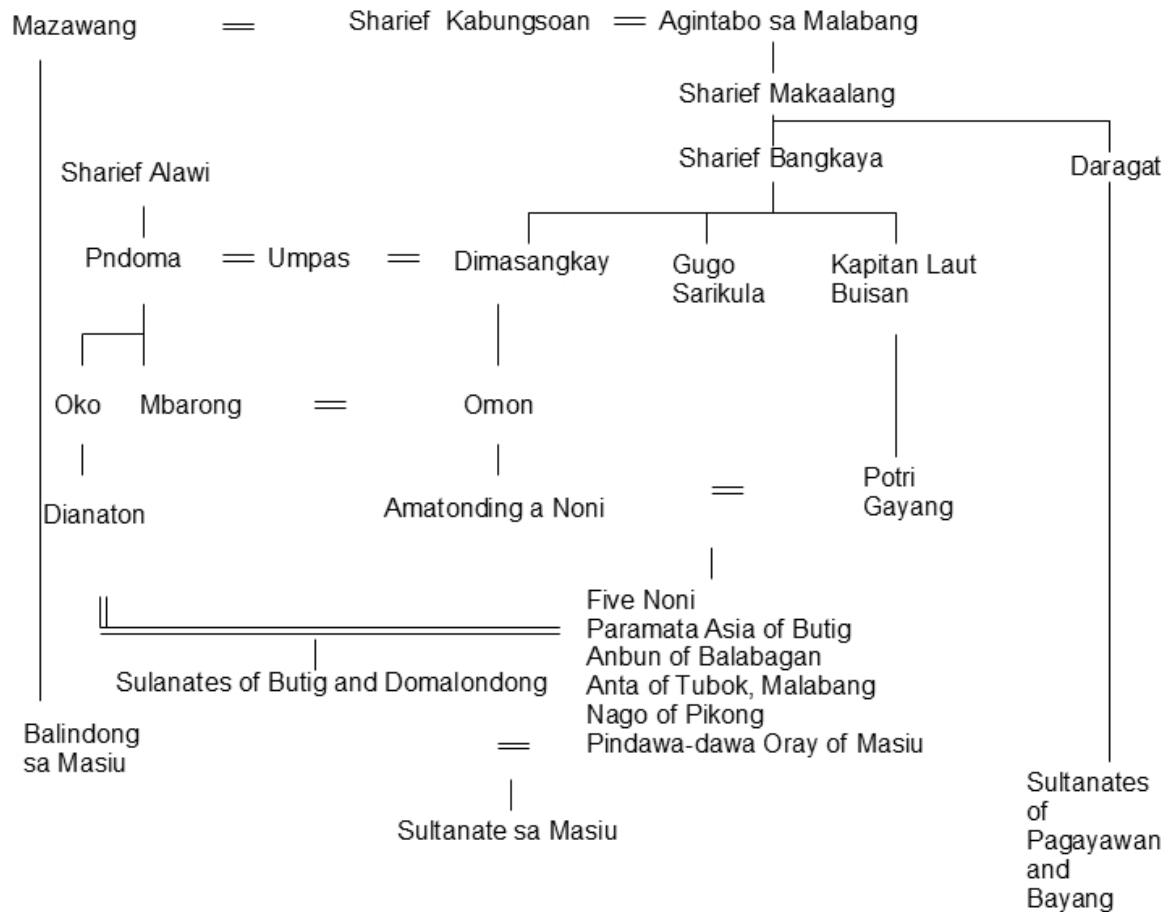 Mazawang = Sharief Kabungsoan = Agintabo sa Malabang
Sharief Makaalang
Sharief Bangkaya
Daragat
Sharief Alawi
Pndoma = Umpas = Dimasangkay
Gugo
Sarikula
Kapitan Laut
Buisan
Oko
Mbarong = Omon
Dianaton
Amatonding a Noni =
Potri
Gayang
Five Noni
Paramata Asia of Butig
Anbun of Balabagan
Anta of Tubok, Malabang
Nago of Pikong
Pindawa-dawa Oray of Masiu
Sulanates of Butig and Domalondong
Balindong
sa Masiu
=
Sultanate sa Masiu
Sultanates
of
Pagayawan
and
Bayang